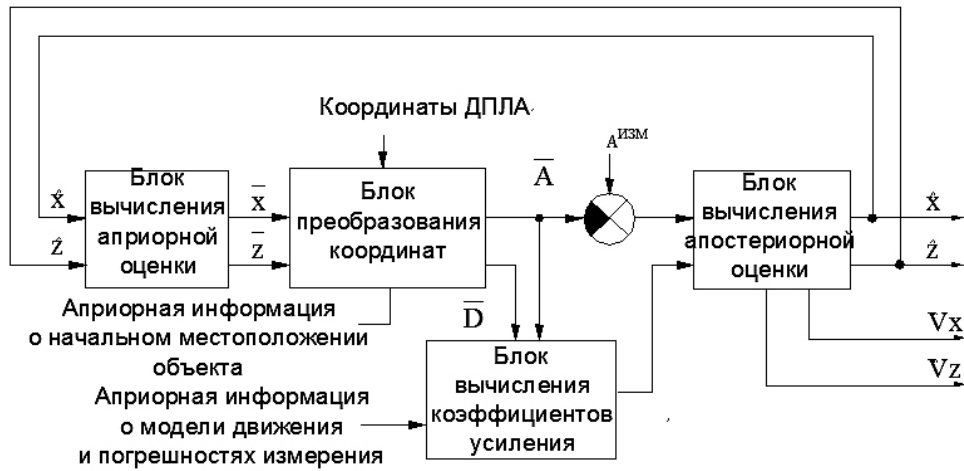 Координаты ДПЛА
Аизм
x̂
ẑ
Блок
вычисления
априорной
оценки
x̄
z̄
Блок
преобразования
координат
Ā
Блок
вычисления
апостериорной
оценки
x̂
ẑ
Априорная информация
о начальном местоположении
объекта
D̄
Vx
Vz
Блок
вычисления
коэффициентов
усиления
Априорная информация
о модели движения
и погрешностях измерения